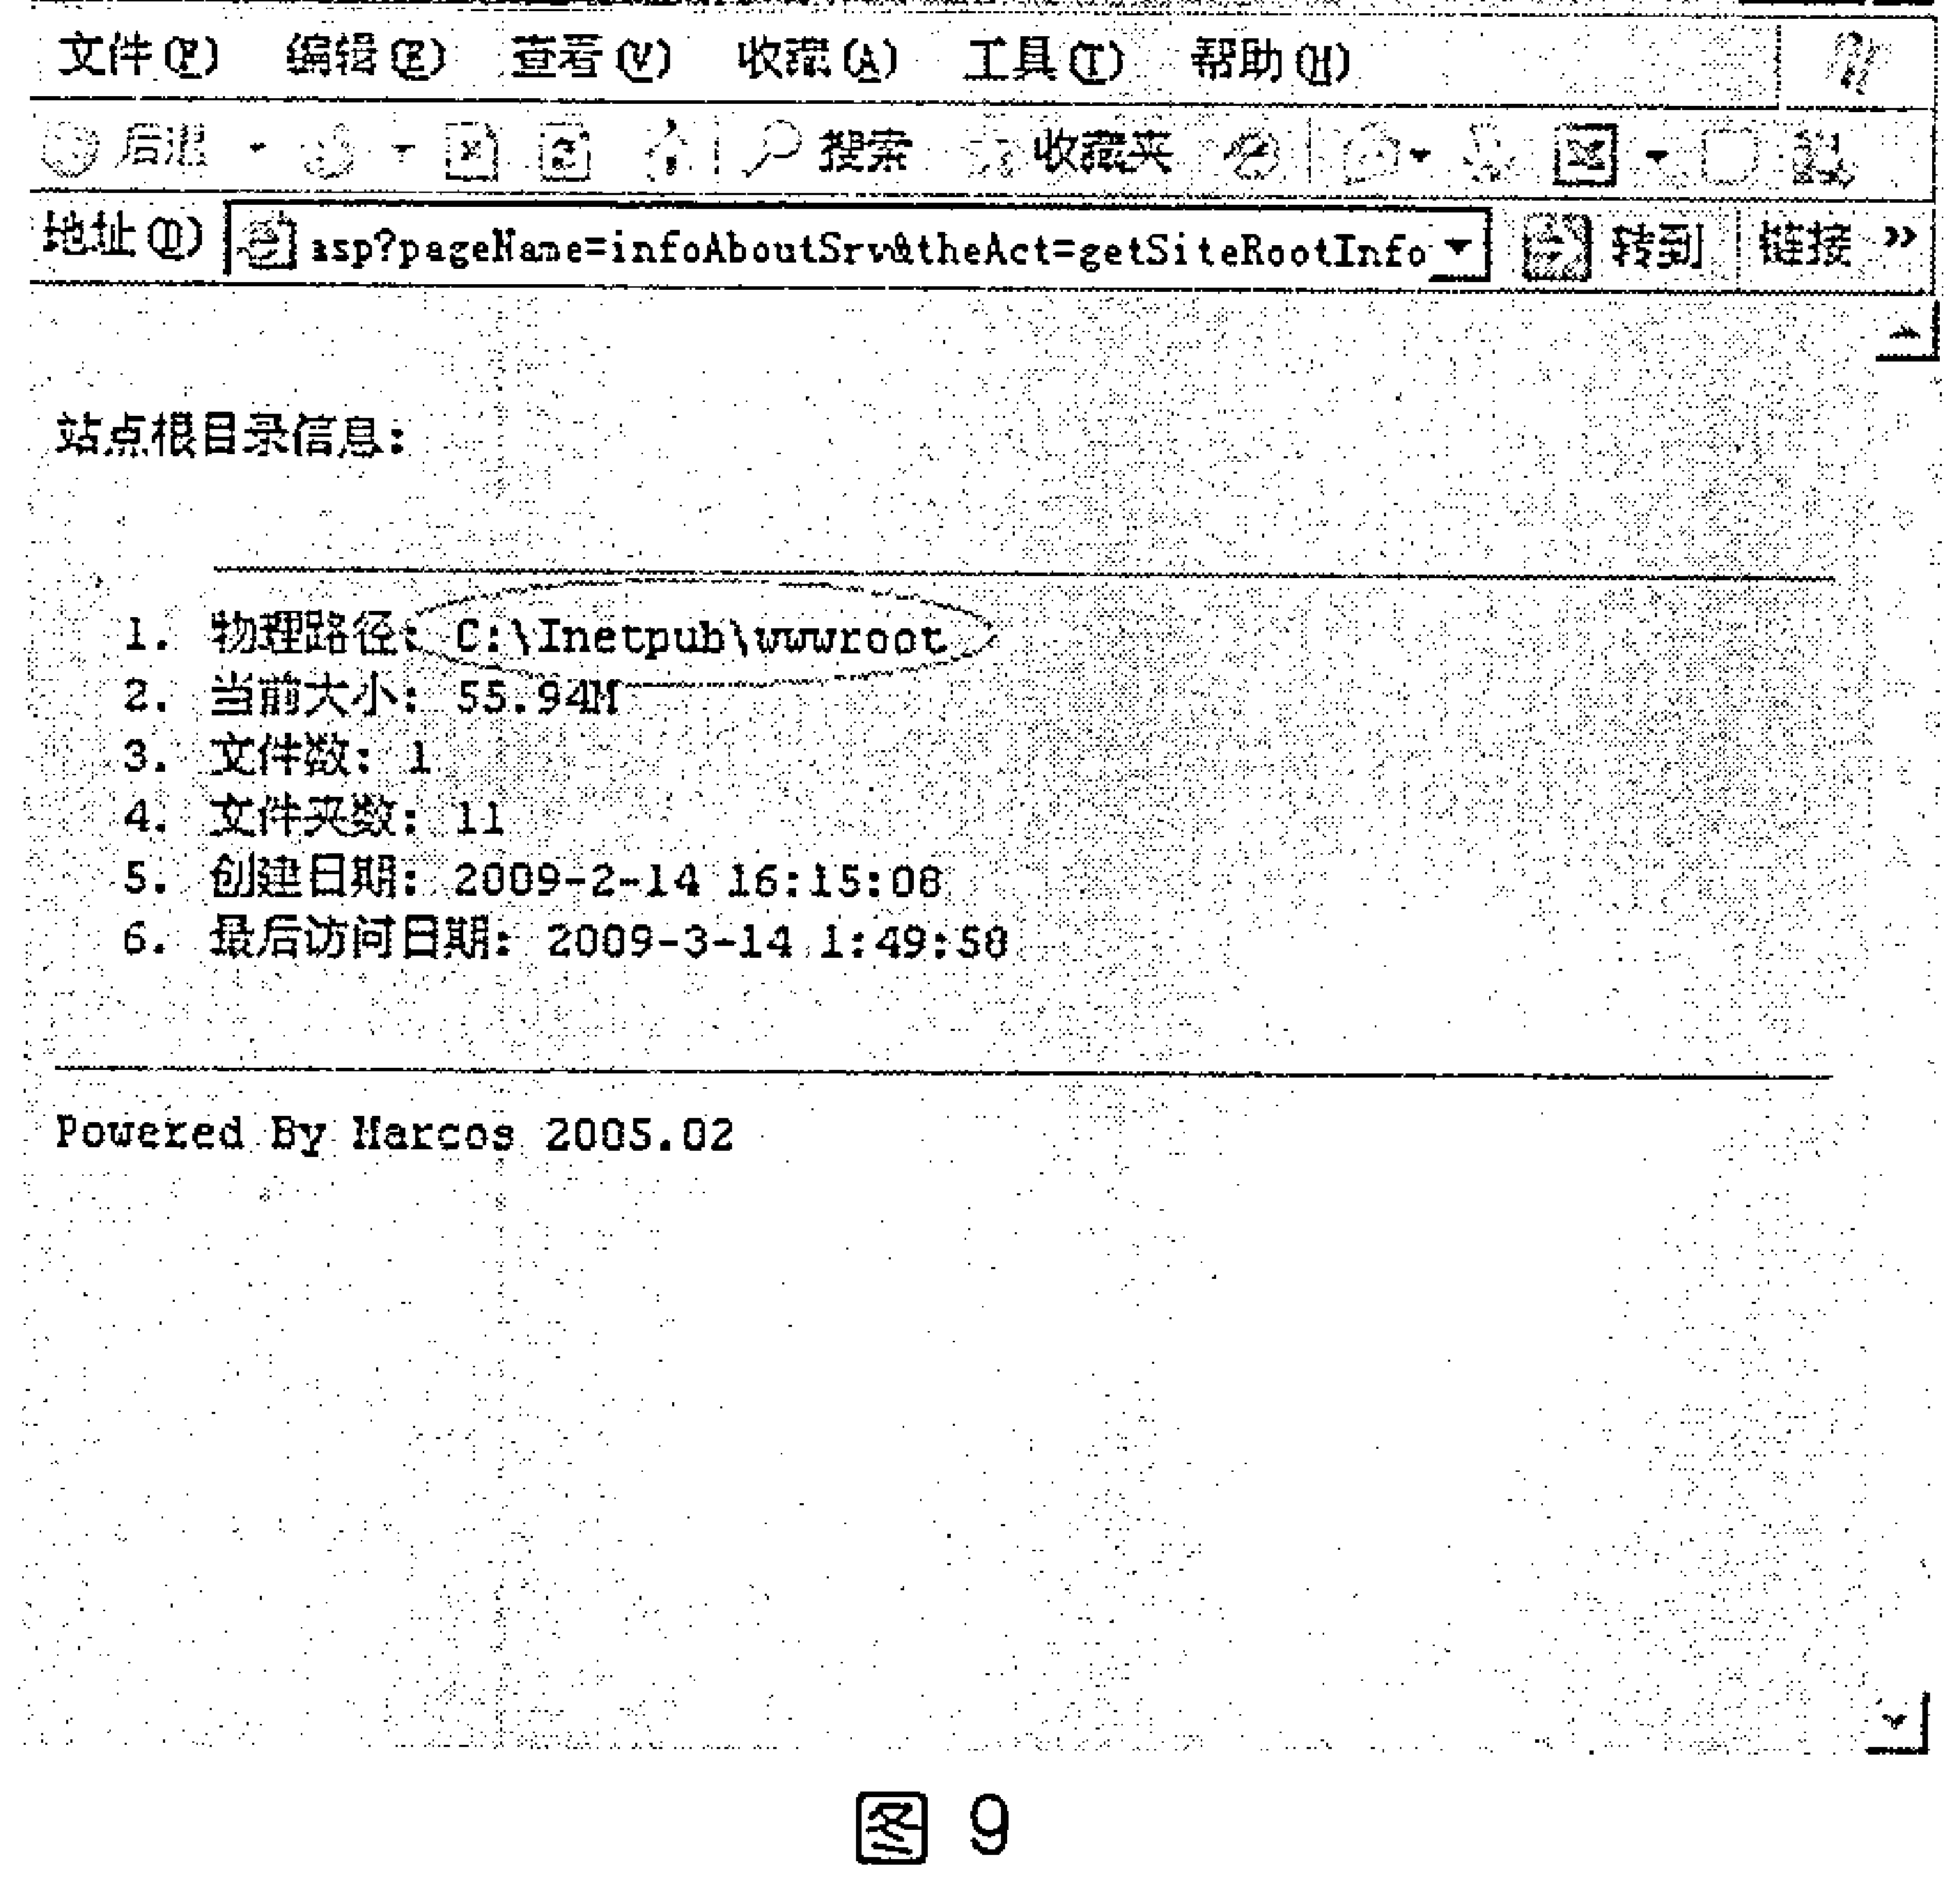 文件(F) 编辑(E) 查看(V) 收藏(A) 工具(T) 帮助(H)
后退 搜索 收藏夹
地址(D) asp?pageName=infoAboutSrv&theAct=getSiteRootInfo 转到 链接 »
站点根目录信息:
1. 物理路径: C:\Inetpub\wwwroot
2. 当前大小: 55.94M
3. 文件数: 1
4. 文件夹数: 11
5. 创建日期: 2009-2-14 16:15:08
6. 最后访问日期: 2009-3-14 1:49:58
Powered By Marcos 2005.02
图 9